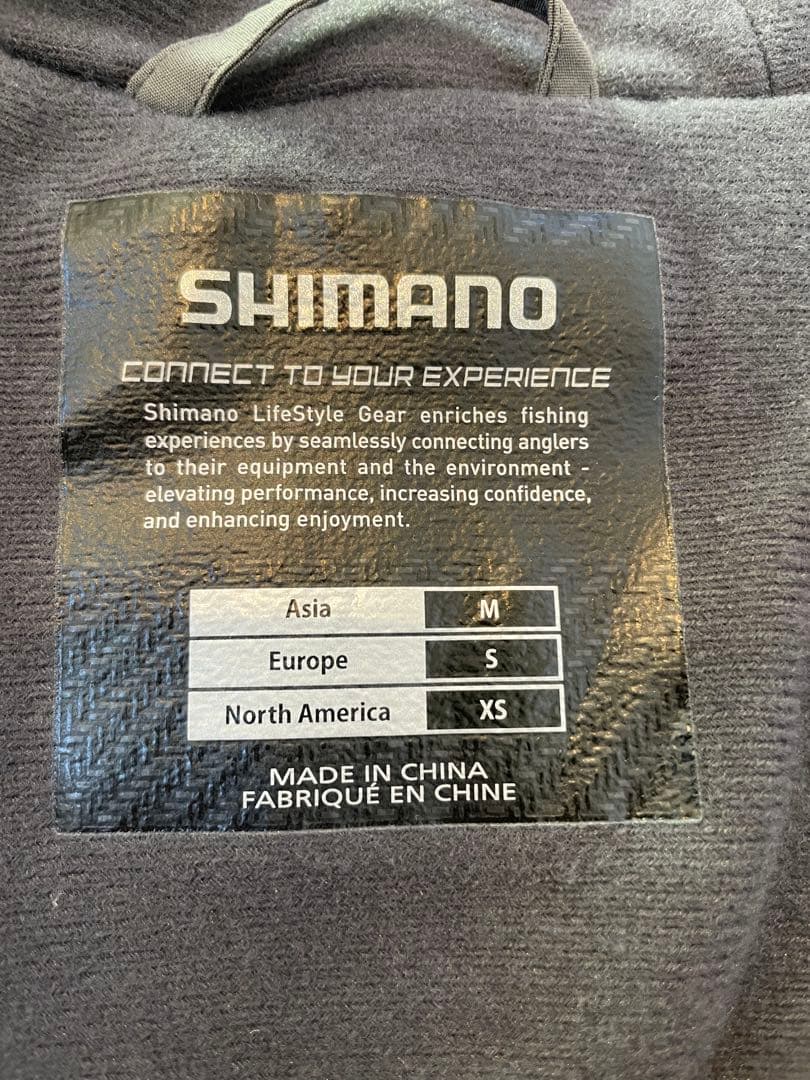 SHIMANO
CONNECT TO YOUR EXPERIENCE
Shimano LifeStyle Gear enriches fishing
experiences by seamlessly connecting anglers
to their equipment and the environment -
elevating performance, increasing confidence,
and enhancing enjoyment.
Asia M
Europe S
North America XS
MADE IN CHINA
FABRIQUÉ EN CHINE